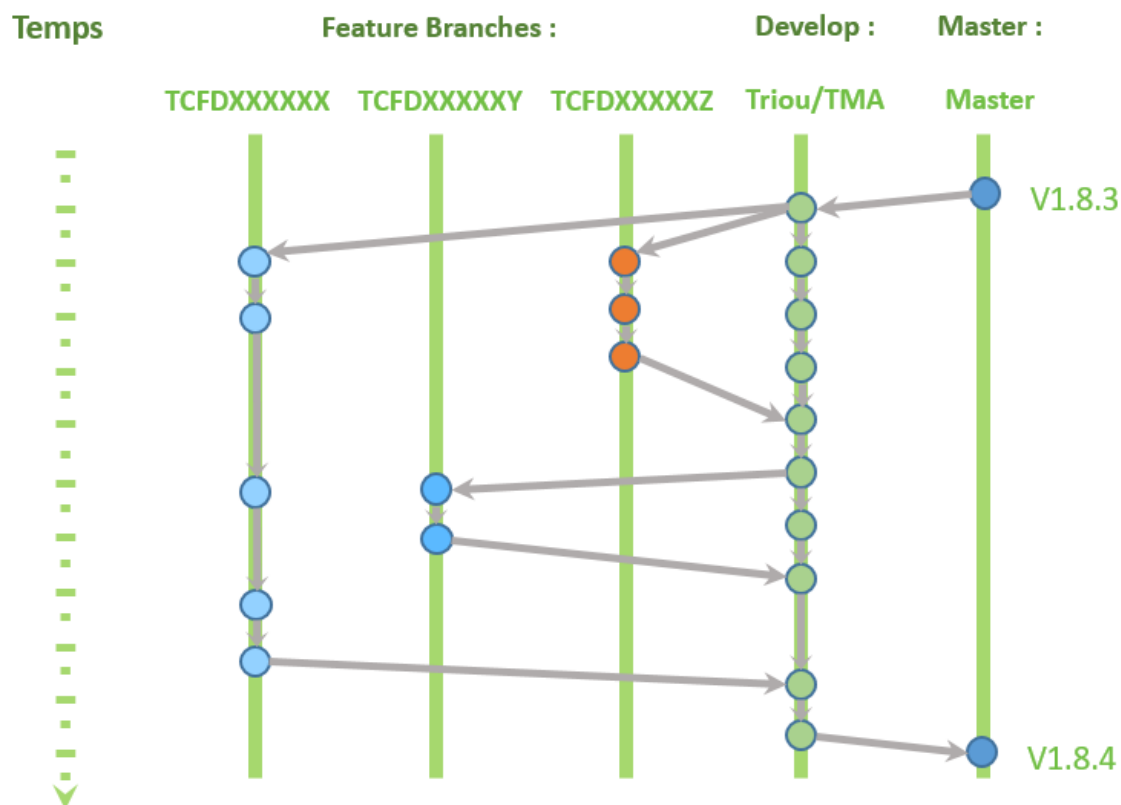 Temps Feature Branches : Develop : Master :
TCFDXXXXXX TCFDXXXXXY TCFDXXXXXZ Triou/TMA Master
V1.8.3
V1.8.4